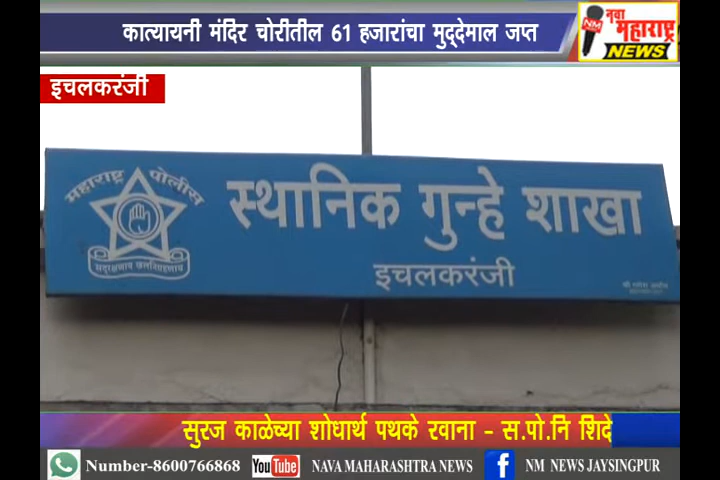 कात्यायनी मंदिर चोरीतील 61 हजारांचा मुद्देमाल जप्त
नवा
महाराष्ट्र
NM
NEWS
इचलकरंजी
महाराष्ट्र पोलीस
स्थानिक गुन्हे शाखा
सद्रक्षणाय खलनिग्रहणाय
इचलकरंजी
सुरज काळेच्या शोधार्थ पथके रवाना - स.पो.नि शिदे
Number-8600766868 YouTube NAVA MAHARASHTRA NEWS f NM NEWS JAYSINGPUR